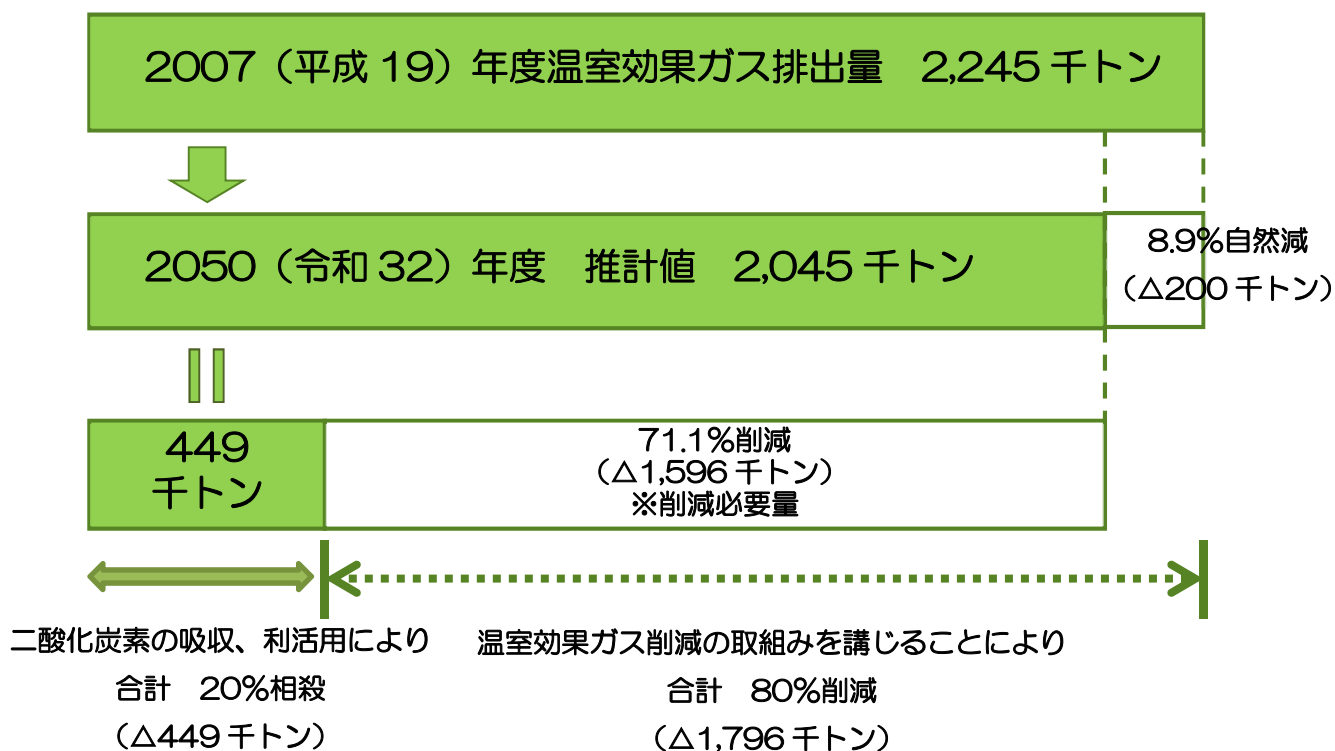 2007（平成 19）年度温室効果ガス排出量　2,245 千トン
2050（令和 32）年度　推計値　2,045 千トン
8.9%自然減
（△200 千トン）
449
千トン
71.1%削減
（△1,596 千トン）
※削減必要量
二酸化炭素の吸収、利活用により
合計　20%相殺
（△449 千トン）
温室効果ガス削減の取組みを講じることにより
合計　80%削減
（△1,796 千トン）